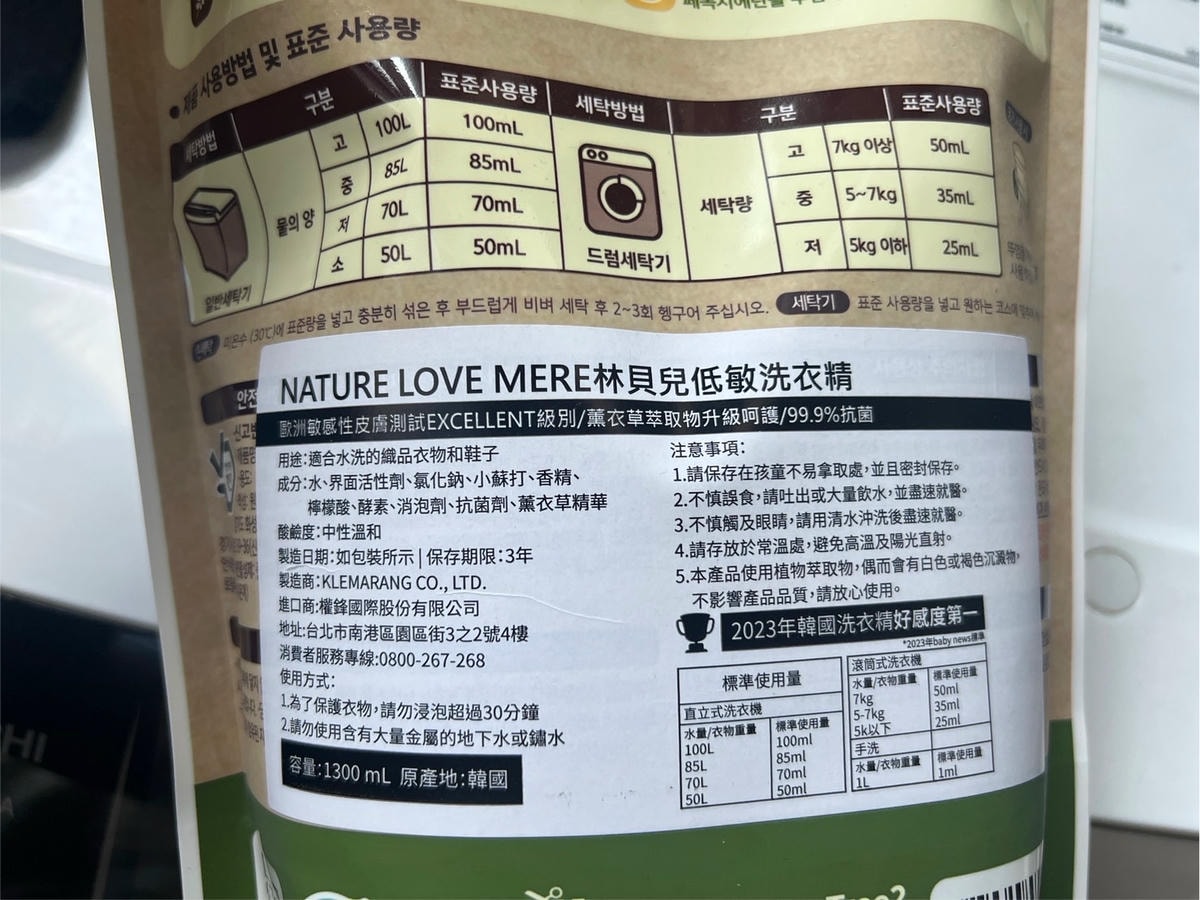 제품 사용방법 및 표준 사용량
세탁방법 구분 표준사용량 세탁방법 구분 표준사용량
일반세탁기 물의 양
고 100L 100mL
중 85L 85mL
저 70L 70mL
소 50L 50mL
드럼세탁기 세탁량
고 7kg 이상 50mL
중 5~7kg 35mL
저 5kg 이하 25mL
미온수 (30℃)에 표준량을 넣고 충분히 섞은 후 부드럽게 비벼 세탁 후 2~3회 헹구어 주십시오. 세탁기 표준 사용량을 넣고 원하는 코스에
NATURE LOVE MERE林貝兒低敏洗衣精
歐洲敏感性皮膚測試EXCELLENT級別/薰衣草萃取物升級呵護/99.9%抗菌
用途:適合水洗的織品衣物和鞋子
成分:水、界面活性劑、氯化鈉、小蘇打、香精、
檸檬酸、酵素、消泡劑、抗菌劑、薰衣草精華
酸鹼度:中性溫和
製造日期:如包裝所示 | 保存期限:3年
製造商:KLEMARANG CO., LTD.
進口商:權鋒國際股份有限公司
地址:台北市南港區園區街3之2號4樓
消費者服務專線:0800-267-268
使用方式:
1.為了保護衣物,請勿浸泡超過30分鐘
2.請勿使用含有大量金屬的地下水或鏽水
容量:1300 mL 原產地:韓國
注意事項:
1.請保存在孩童不易拿取處,並且密封保存。
2.不慎誤食,請吐出或大量飲水,並盡速就醫。
3.不慎觸及眼睛,請用清水沖洗後盡速就醫。
4.請存放於常溫處,避免高溫及陽光直射。
5.本產品使用植物萃取物,偶而會有白色或褐色沉澱物,
不影響產品品質,請放心使用。
2023年韓國洗衣精好感度第一
*2023年baby news標準
標準使用量
直立式洗衣機
水量/衣物重量 標準使用量
100L 100ml
85L 85ml
70L 70ml
50L 50ml
滾筒式洗衣機
水量/衣物重量 標準使用量
7kg 50ml
5-7kg 35ml
5k以下 25ml
手洗
水量/衣物重量 標準使用量
1L 1ml